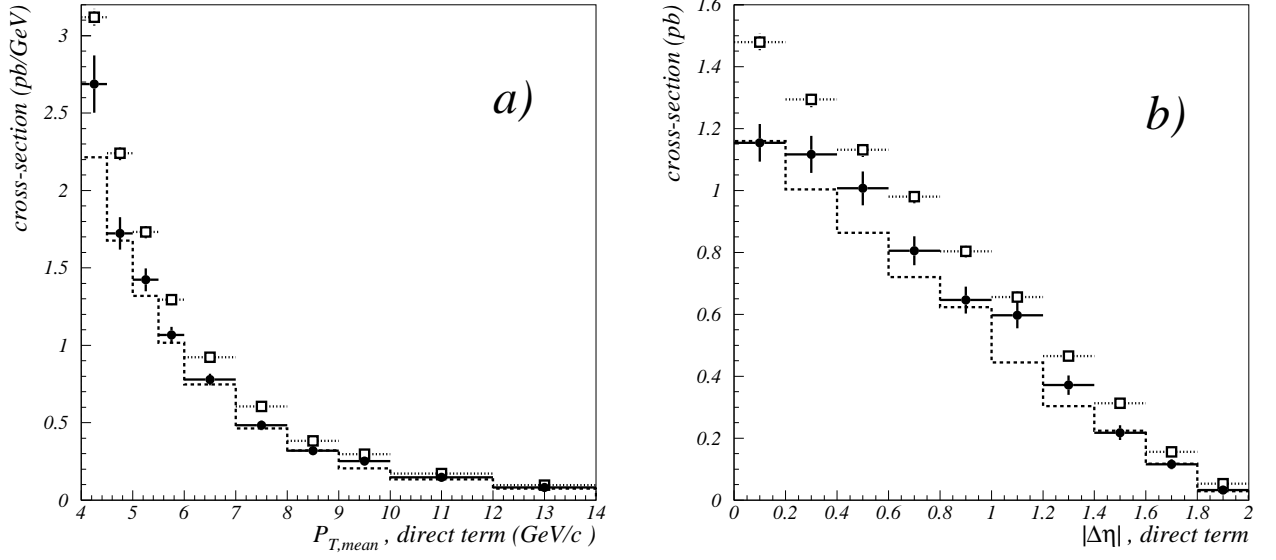 cross-section (pb/GeV)
3
2.5
2
1.5
1
0.5
0
4 5 6 7 8 9 10 11 12 13 14
P_{T,mean} , direct term (GeV/c )
a)
cross-section (pb)
1.6
1.4
1.2
1
0.8
0.6
0.4
0.2
0
0 0.2 0.4 0.6 0.8 1 1.2 1.4 1.6 1.8 2
|Δη| , direct term
b)